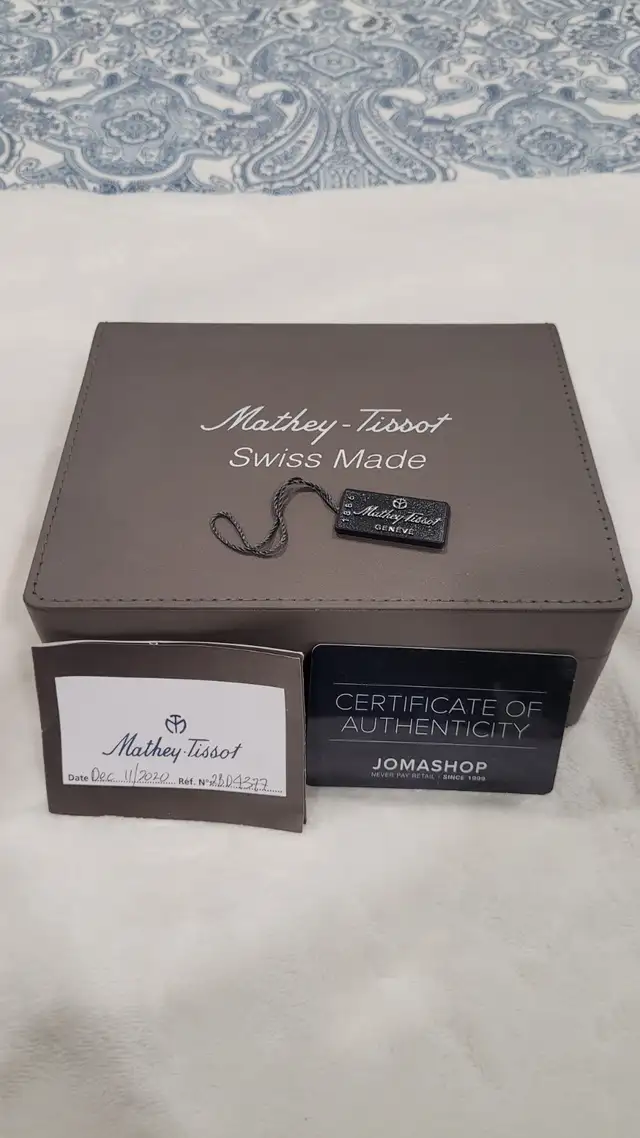 Mathey-Tissot
Swiss Made
1886
Mathey-Tissot
GENEVE
Mathey-Tissot
Date Dec 11/2020 Réf. N°
CERTIFICATE OF
AUTHENTICITY
JOMASHOP
NEVER PAY RETAIL | SINCE 1999